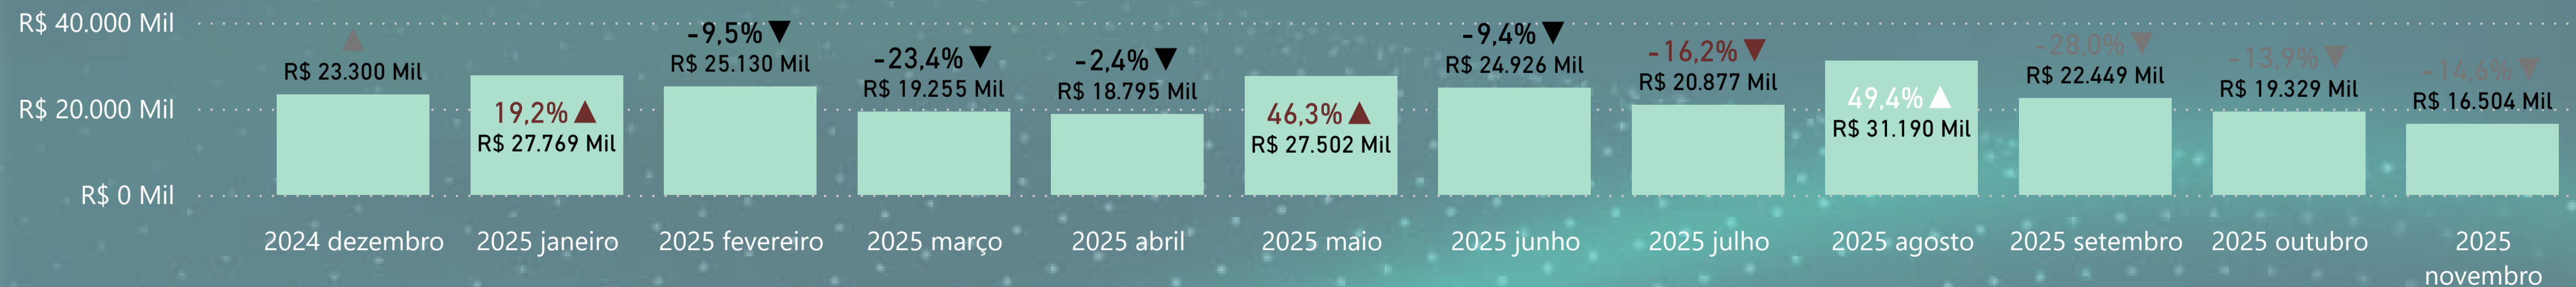 R$ 40.000 Mil
R$ 20.000 Mil
R$ 0 Mil
▲
R$ 23.300 Mil
19,2% ▲
R$ 27.769 Mil
-9,5% ▼
R$ 25.130 Mil
-23,4% ▼
R$ 19.255 Mil
-2,4% ▼
R$ 18.795 Mil
46,3% ▲
R$ 27.502 Mil
-9,4% ▼
R$ 24.926 Mil
-16,2% ▼
R$ 20.877 Mil
49,4% ▲
R$ 31.190 Mil
-28,0% ▼
R$ 22.449 Mil
-13,9% ▼
R$ 19.329 Mil
-14,6% ▼
R$ 16.504 Mil
2024 dezembro
2025 janeiro
2025 fevereiro
2025 março
2025 abril
2025 maio
2025 junho
2025 julho
2025 agosto
2025 setembro
2025 outubro
2025
novembro